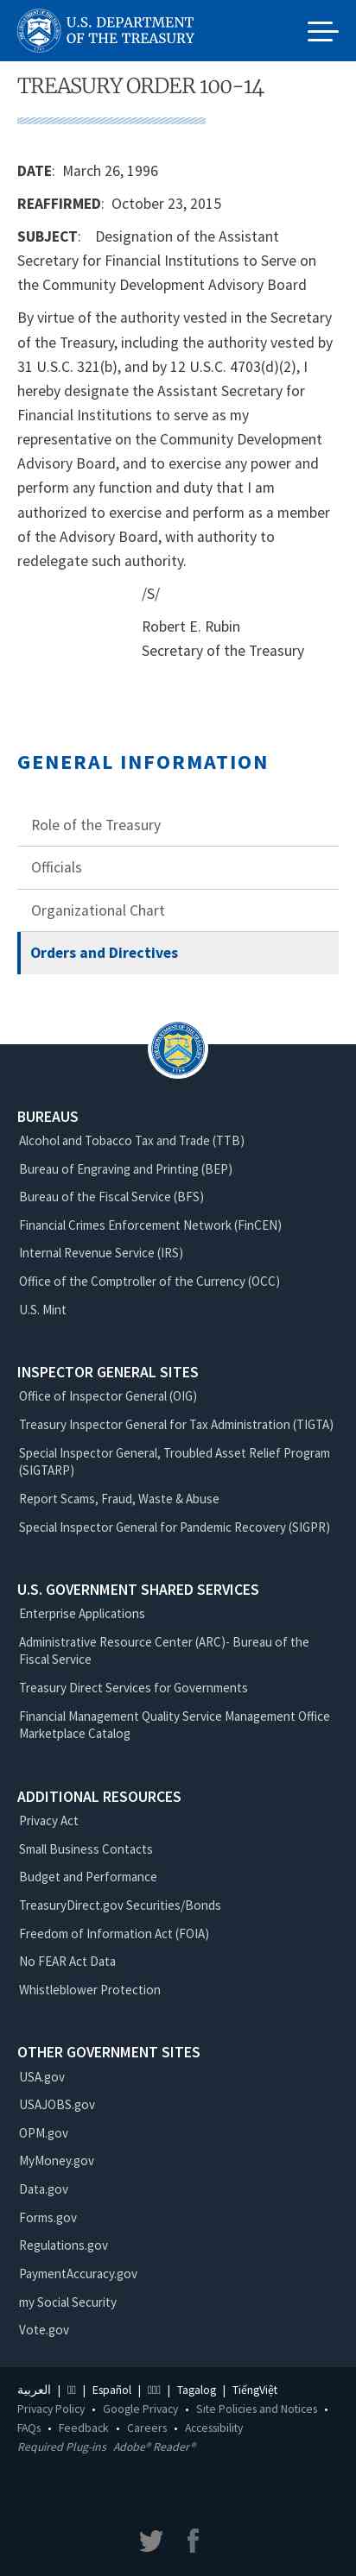 U.S. DEPARTMENT
OF THE TREASURY
TREASURY ORDER 100-14
DATE:  March 26, 1996
REAFFIRMED:  October 23, 2015
SUBJECT:    Designation of the Assistant
Secretary for Financial Institutions to Serve on
the Community Development Advisory Board
By virtue of the authority vested in the Secretary
of the Treasury, including the authority vested by
31 U.S.C. 321(b), and by 12 U.S.C. 4703(d)(2), I
hereby designate the Assistant Secretary for
Financial Institutions to serve as my
representative on the Community Development
Advisory Board, and to exercise any power and
perform any function and duty that I am
authorized to exercise and perform as a member
of the Advisory Board, with authority to
redelegate such authority.
/S/
Robert E. Rubin
Secretary of the Treasury
GENERAL INFORMATION
Role of the Treasury
Officials
Organizational Chart
Orders and Directives
BUREAUS
Alcohol and Tobacco Tax and Trade (TTB)
Bureau of Engraving and Printing (BEP)
Bureau of the Fiscal Service (BFS)
Financial Crimes Enforcement Network (FinCEN)
Internal Revenue Service (IRS)
Office of the Comptroller of the Currency (OCC)
U.S. Mint
INSPECTOR GENERAL SITES
Office of Inspector General (OIG)
Treasury Inspector General for Tax Administration (TIGTA)
Special Inspector General, Troubled Asset Relief Program
(SIGTARP)
Report Scams, Fraud, Waste & Abuse
Special Inspector General for Pandemic Recovery (SIGPR)
U.S. GOVERNMENT SHARED SERVICES
Enterprise Applications
Administrative Resource Center (ARC)- Bureau of the
Fiscal Service
Treasury Direct Services for Governments
Financial Management Quality Service Management Office
Marketplace Catalog
ADDITIONAL RESOURCES
Privacy Act
Small Business Contacts
Budget and Performance
TreasuryDirect.gov Securities/Bonds
Freedom of Information Act (FOIA)
No FEAR Act Data
Whistleblower Protection
OTHER GOVERNMENT SITES
USA.gov
USAJOBS.gov
OPM.gov
MyMoney.gov
Data.gov
Forms.gov
Regulations.gov
PaymentAccuracy.gov
my Social Security
Vote.gov
العربية | | Español | | Tagalog | TiếngViệt
Privacy Policy • Google Privacy • Site Policies and Notices •
FAQs • Feedback • Careers • Accessibility
Required Plug-ins Adobe® Reader®